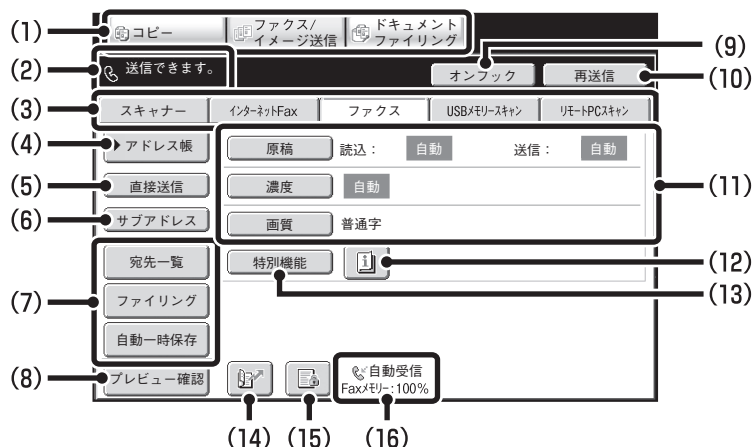 (1) コピー ファクス/ ドキュメント
イメージ送信 ファイリング
(2) 送信できます。
オンフック 再送信 (9) (10)
(3) スキャナー インターネットFax ファクス USBメモリースキャン リモートPCスキャン
(4) アドレス帳 原稿 読込： 自動 送信： 自動
(5) 直接送信 濃度 自動 (11)
(6) サブアドレス 画質 普通字
宛先一覧 特別機能 (12)
(7) ファイリング (13)
自動一時保存
(8) プレビュー確認 自動受信
Faxメモリー:100%
(14) (15) (16)